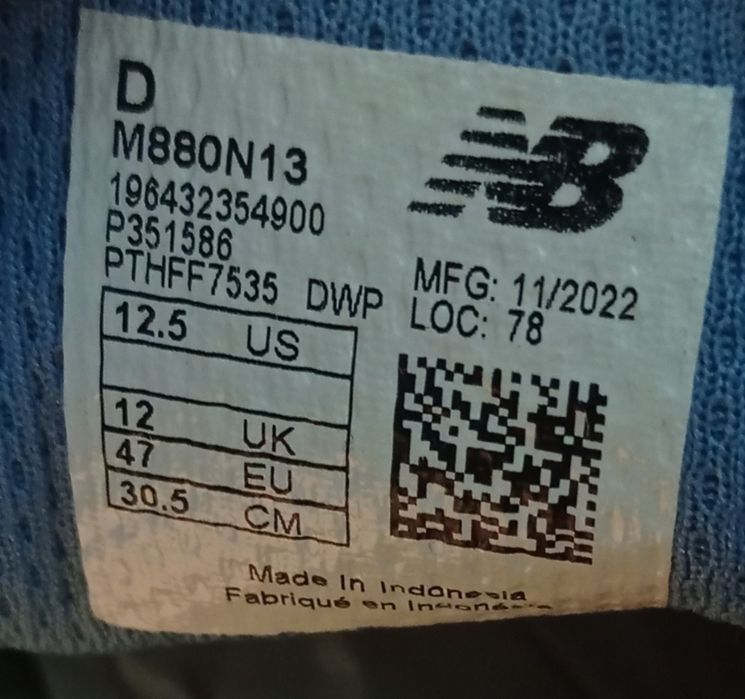 D
M880N13
196432354900
P351586
PTHFF7535 DWP
12.5 US
12 UK
47 EU
30.5 CM
NB
MFG: 11/2022
LOC: 78
Made in Indonesia
Fabriqué en Indonésie